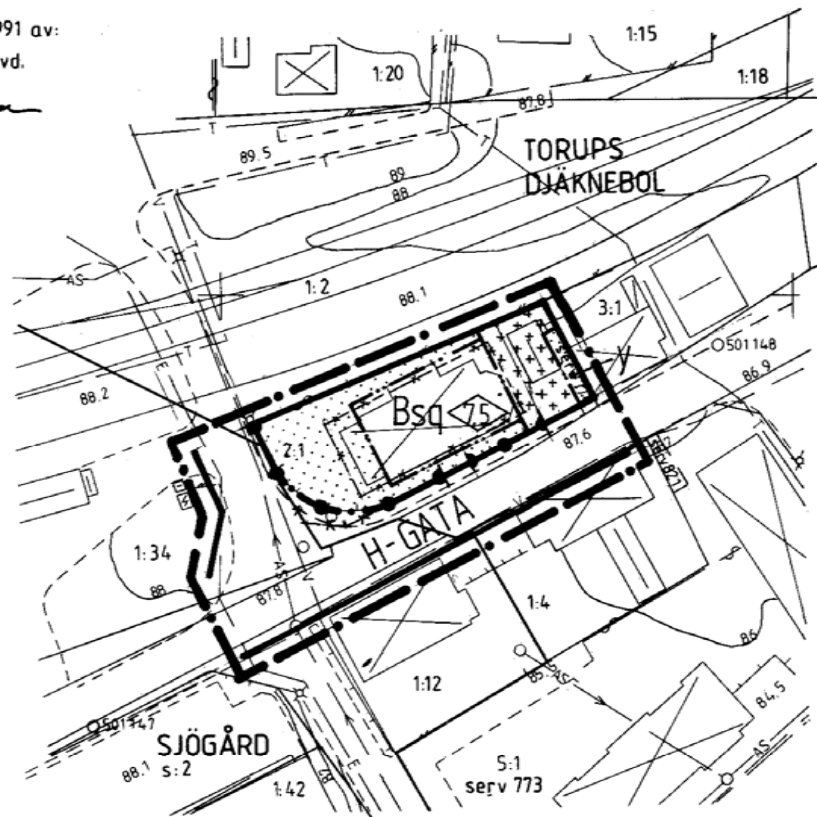 991 av:
vd.
1:15
1:20
1:18
87.8
T
T
T
89.5
TORUPS
DJÄKNEBOL
89
88
AS
1:2
88.1
3:1
501148
88.2
86.9
2:1
Bsq 7.5
87.6
H-GATA
1:34
88
AS
87.8
1:4
86
1:12
AS
84.5
501147
SJÖGÅRD
88.1
s:2
S:1
AS
serv 773
1:42
E